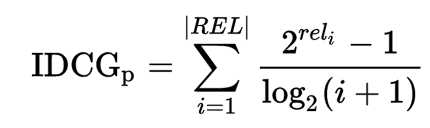 IDCG_p = \sum_{i=1}^{|REL|} \frac{2^{rel_i} - 1}{\log_2(i + 1)}